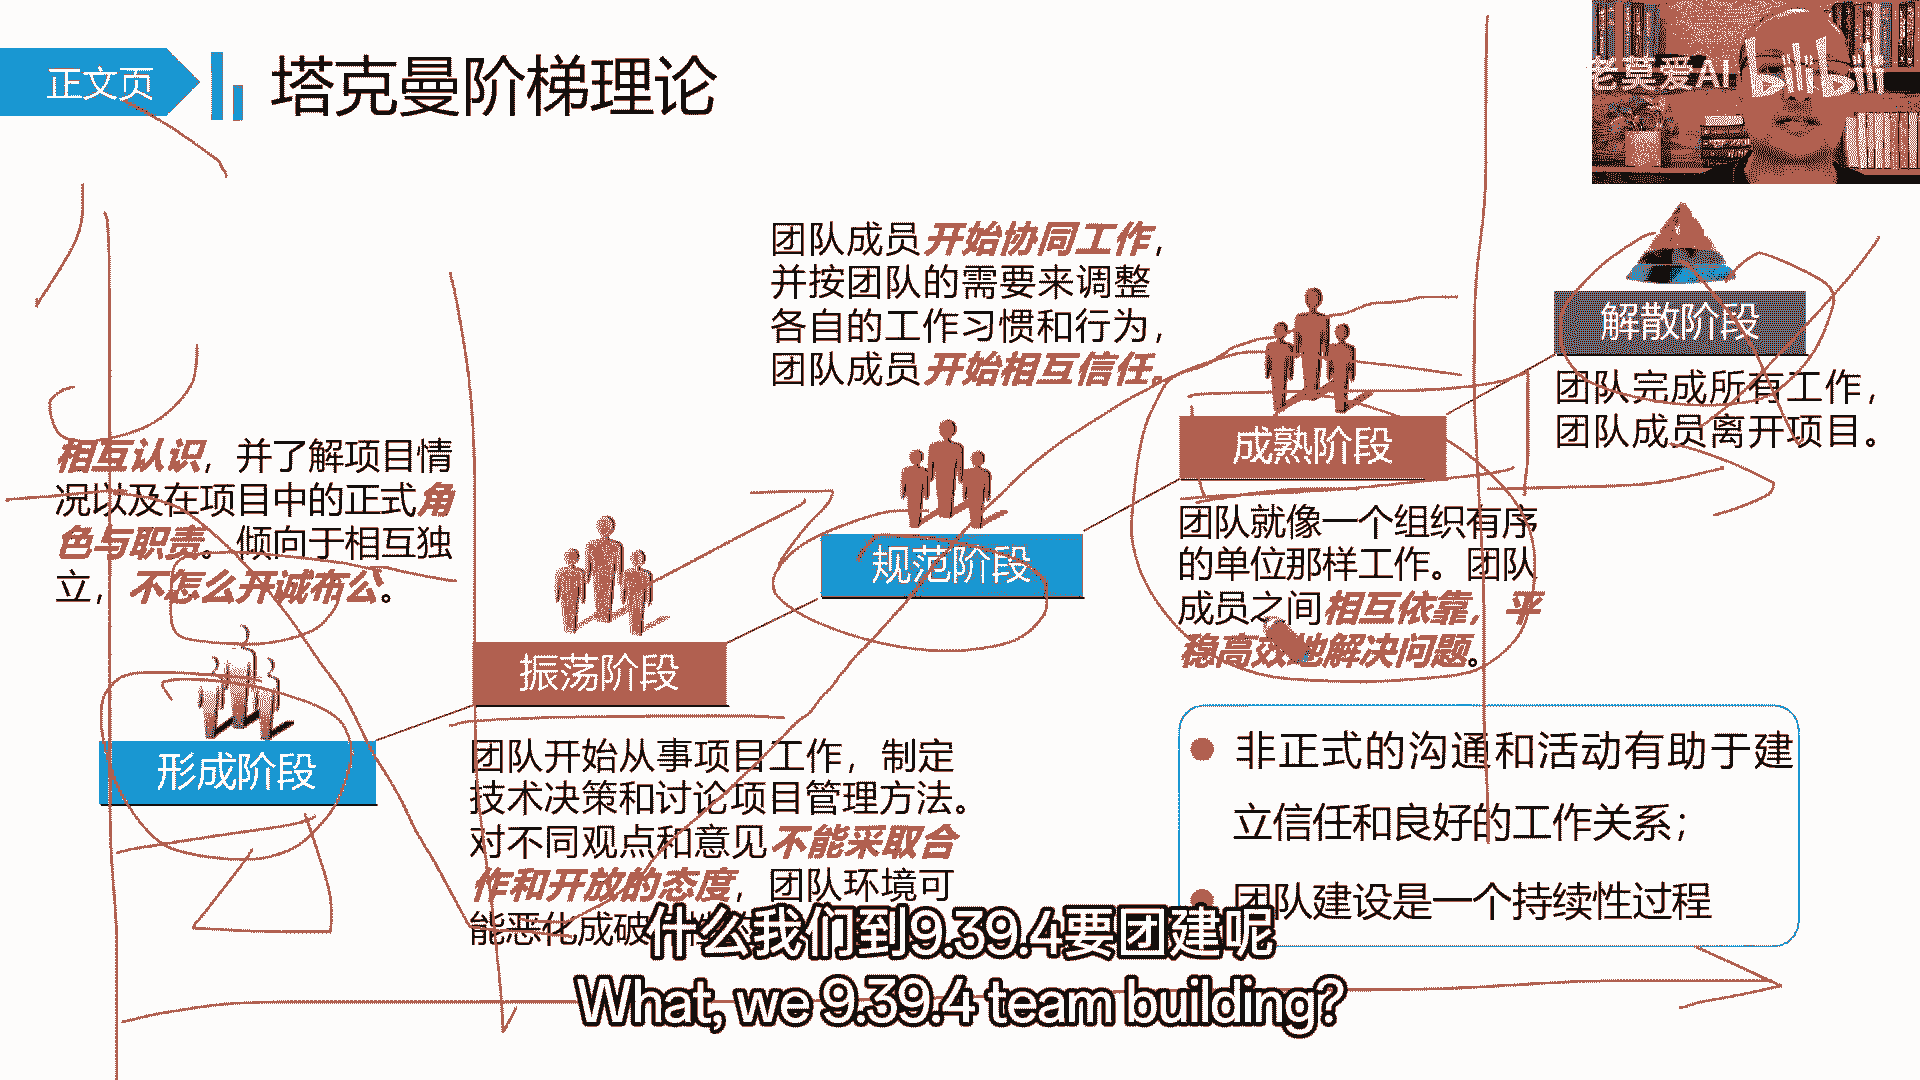 正文页
塔克曼阶梯理论
老莫爱AI
bilibili
团队成员开始协同工作，
并按团队的需要来调整
各自的工作习惯和行为，
团队成员开始相互信任。
解散阶段
团队完成所有工作，
团队成员离开项目。
成熟阶段
团队就像一个组织有序
的单位那样工作。团队
成员之间相互依靠，平
稳高效地解决问题。
相互认识，并了解项目情
况以及在项目中的正式角
色与职责。倾向于相互独
立，不怎么开诚布公。
规范阶段
振荡阶段
形成阶段
团队开始从事项目工作，制定
技术决策和讨论项目管理方法。
对不同观点和意见不能采取合
作和开放的态度，团队环境可
能恶化成破
非正式的沟通和活动有助于建
立信任和良好的工作关系；
团队建设是一个持续性过程
什么我们到9.39.4要团建呢
What, we 9.39.4 team building?